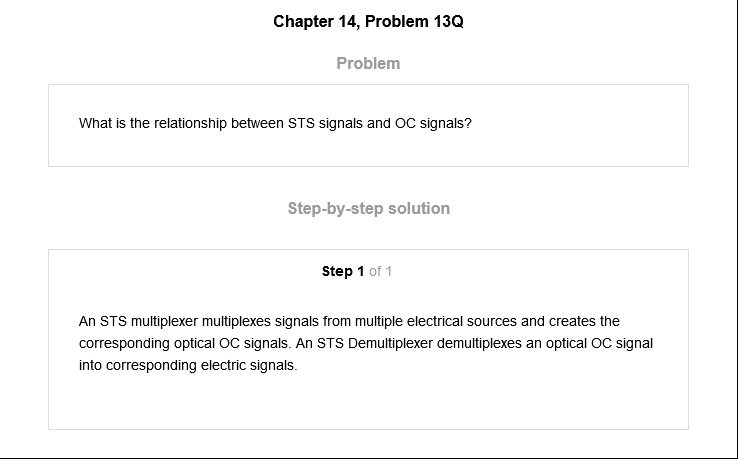 Chapter 14, Problem 13Q
Problem
What is the relationship between STS signals and OC signals?
Step-by-step solution
Step 1 of 1
An STS multiplexer multiplexes signals from multiple electrical sources and creates the
corresponding optical OC signals. An STS Demultiplexer demultiplexes an optical OC signal
into corresponding electric signals.